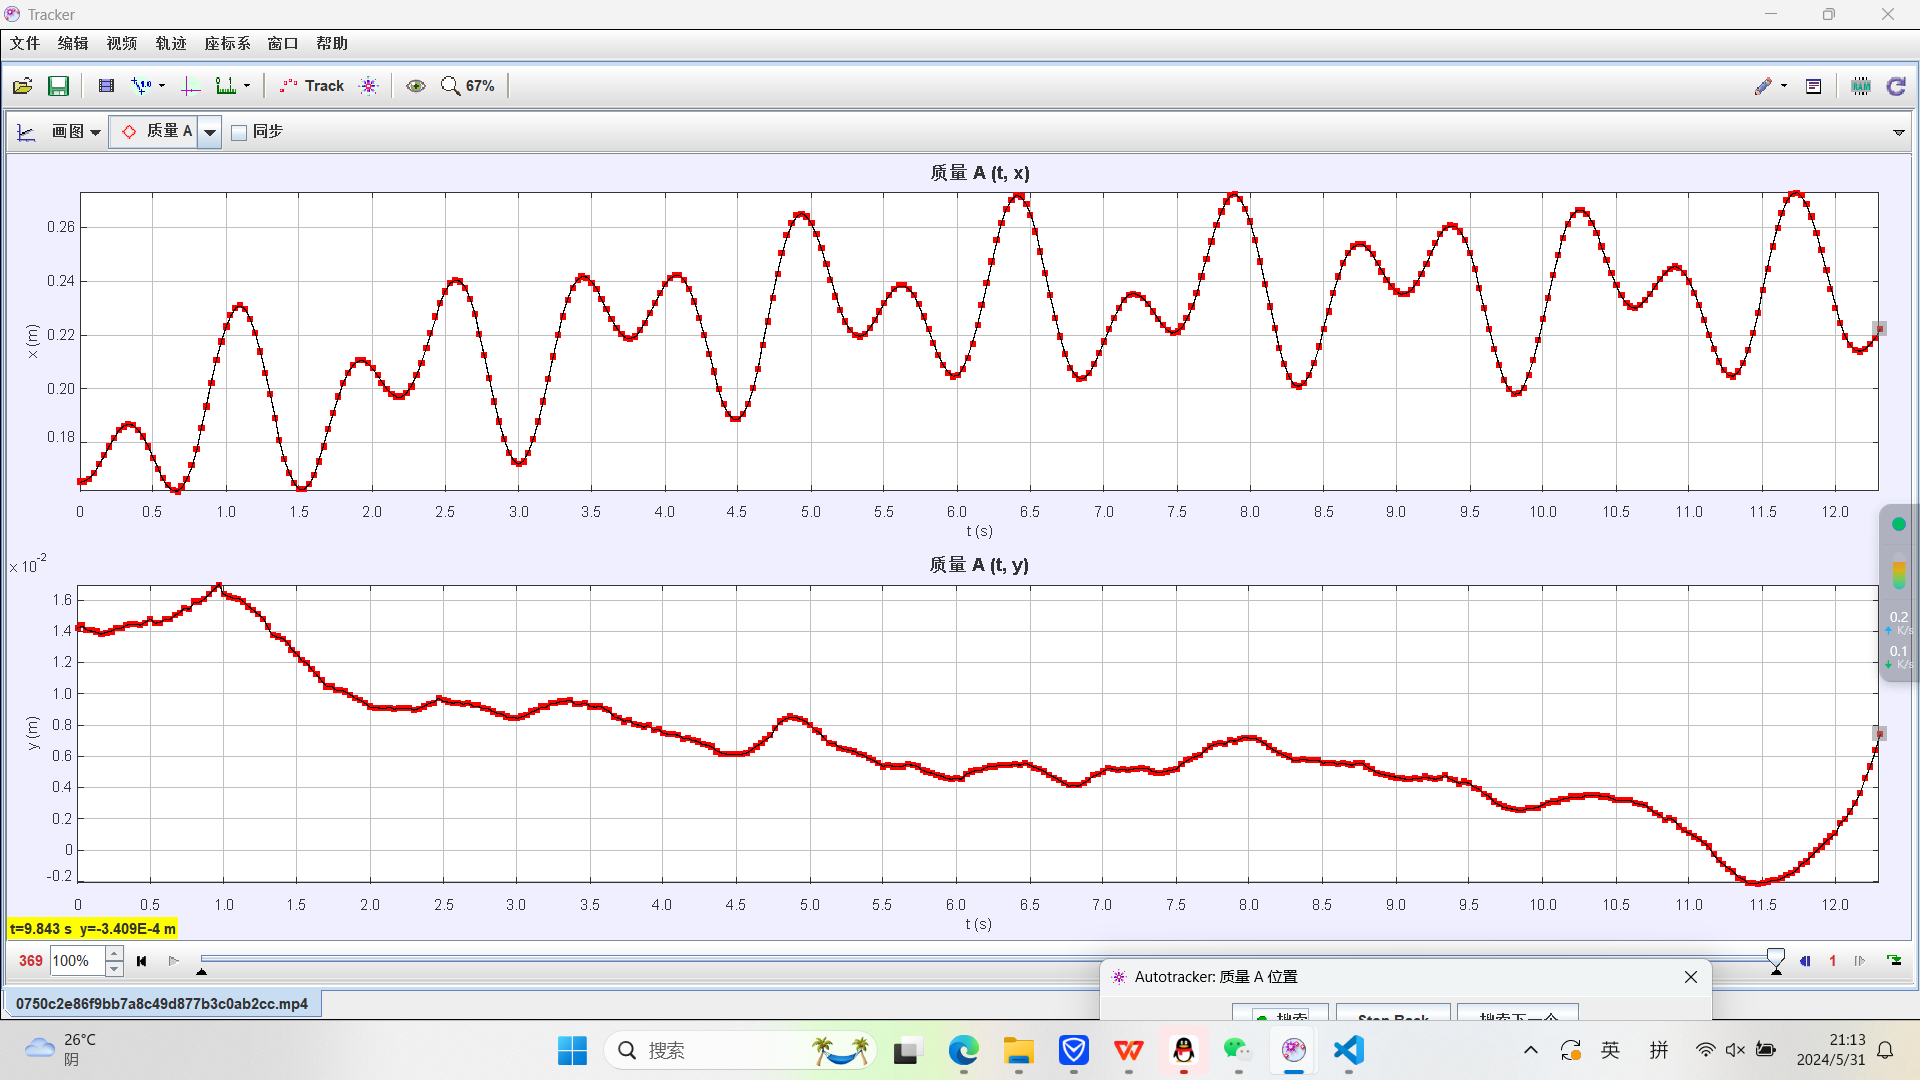 Tracker
文件 编辑 视频 轨迹 座标系 窗口 帮助
Track 67%
画图 质量 A 同步
质量 A (t, x)
0.26
0.24
0.22
0.20
0.18
x (m)
0 0.5 1.0 1.5 2.0 2.5 3.0 3.5 4.0 4.5 5.0 5.5 6.0 6.5 7.0 7.5 8.0 8.5 9.0 9.5 10.0 10.5 11.0 11.5 12.0
t (s)
x 10-2
质量 A (t, y)
1.6
1.4
1.2
1.0
0.8
0.6
0.4
0.2
0
-0.2
y (m)
0 0.5 1.0 1.5 2.0 2.5 3.0 3.5 4.0 4.5 5.0 5.5 6.0 6.5 7.0 7.5 8.0 8.5 9.0 9.5 10.0 10.5 11.0 11.5 12.0
t (s)
0.2
K/s
0.1
K/s
t=9.843 s y=-3.409E-4 m
369 100% 1
Autotracker: 质量 A 位置
搜索 Stop Back 搜索下一个
0750c2e86f9bb7a8c49d877b3c0ab2cc.mp4
26°C
阴
搜索
英 拼
21:13
2024/5/31